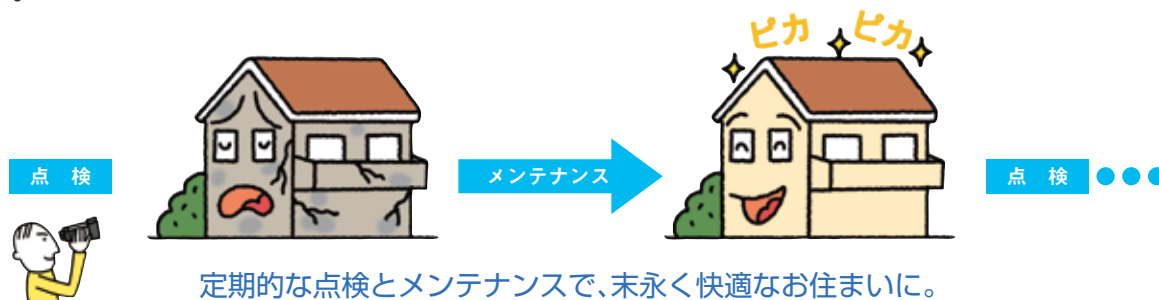 ピカ ピカ
点 検
メンテナンス
点 検
定期的な点検とメンテナンスで、末永く快適なお住まいに。